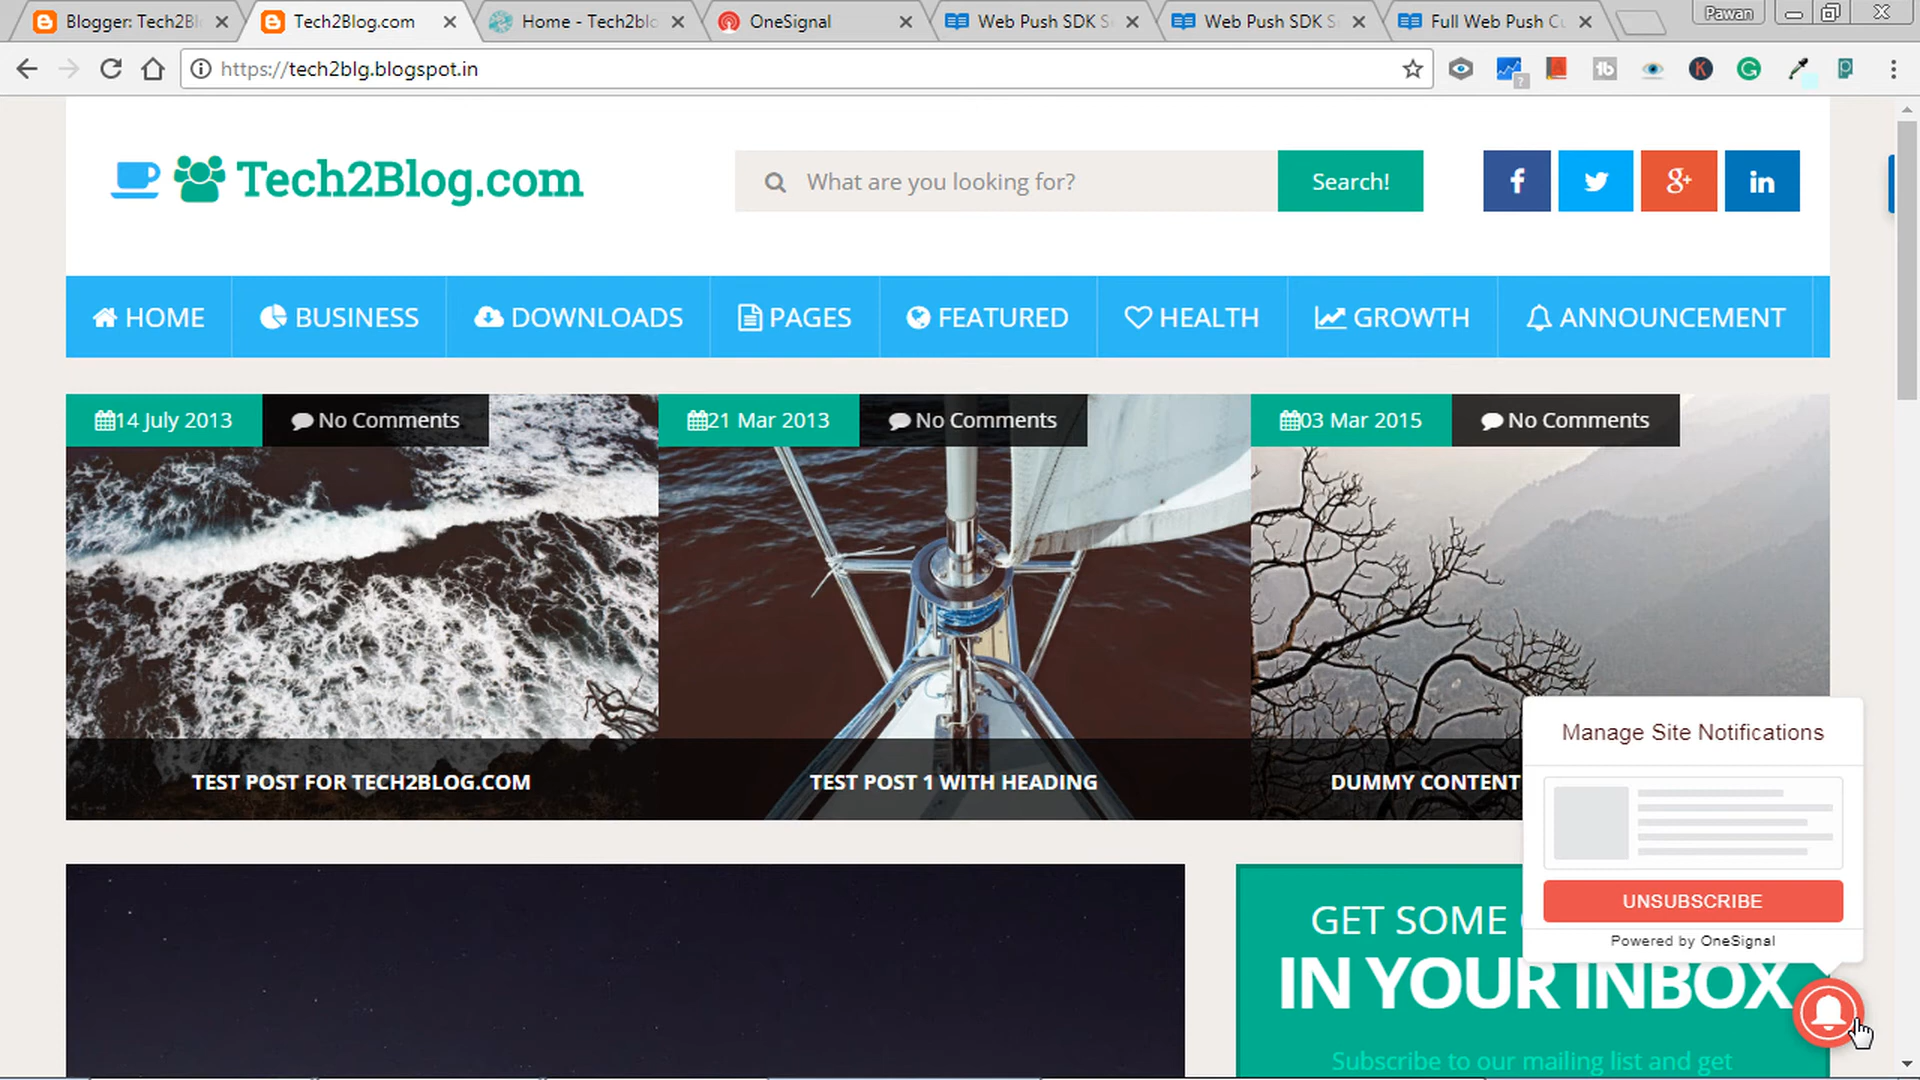 Blogger: Tech2Bl
Tech2Blog.com
Home - Tech2blo
OneSignal
Web Push SDK S
Web Push SDK S
Full Web Push Cu
Pawan
https://tech2blg.blogspot.in
Tech2Blog.com
What are you looking for?
Search!
HOME
BUSINESS
DOWNLOADS
PAGES
FEATURED
HEALTH
GROWTH
ANNOUNCEMENT
14 July 2013
No Comments
21 Mar 2013
No Comments
03 Mar 2015
No Comments
TEST POST FOR TECH2BLOG.COM
TEST POST 1 WITH HEADING
DUMMY CONTENT
Manage Site Notifications
UNSUBSCRIBE
Powered by OneSignal
GET SOME
IN YOUR INBOX
Subscribe to our mailing list and get